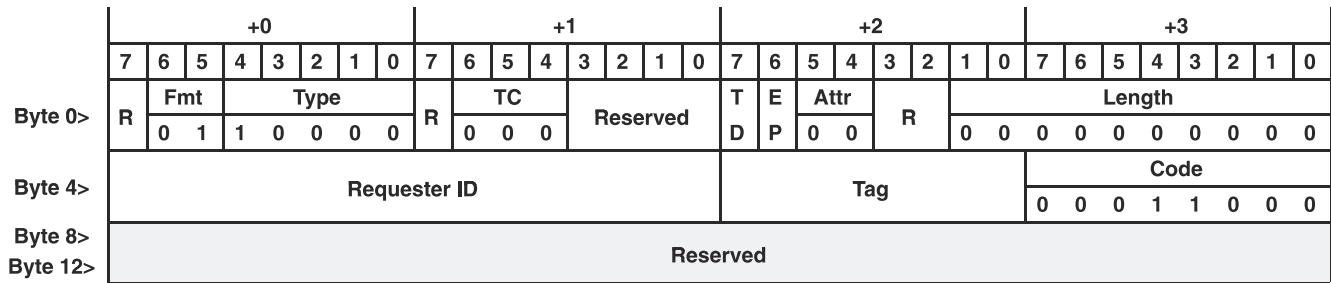 +0 +1 +2 +3
7 6 5 4 3 2 1 0 7 6 5 4 3 2 1 0 7 6 5 4 3 2 1 0 7 6 5 4 3 2 1 0
Byte 0> R Fmt Type R TC Reserved T D E P Attr R Length
0 1 1 0 0 0 0 0 0 0 0 0 0 0 0 0 0 0 0 0 0 0 0
Byte 4> Requester ID Tag Code
0 0 0 1 1 0 0 0
Byte 8>
Byte 12>
Reserved